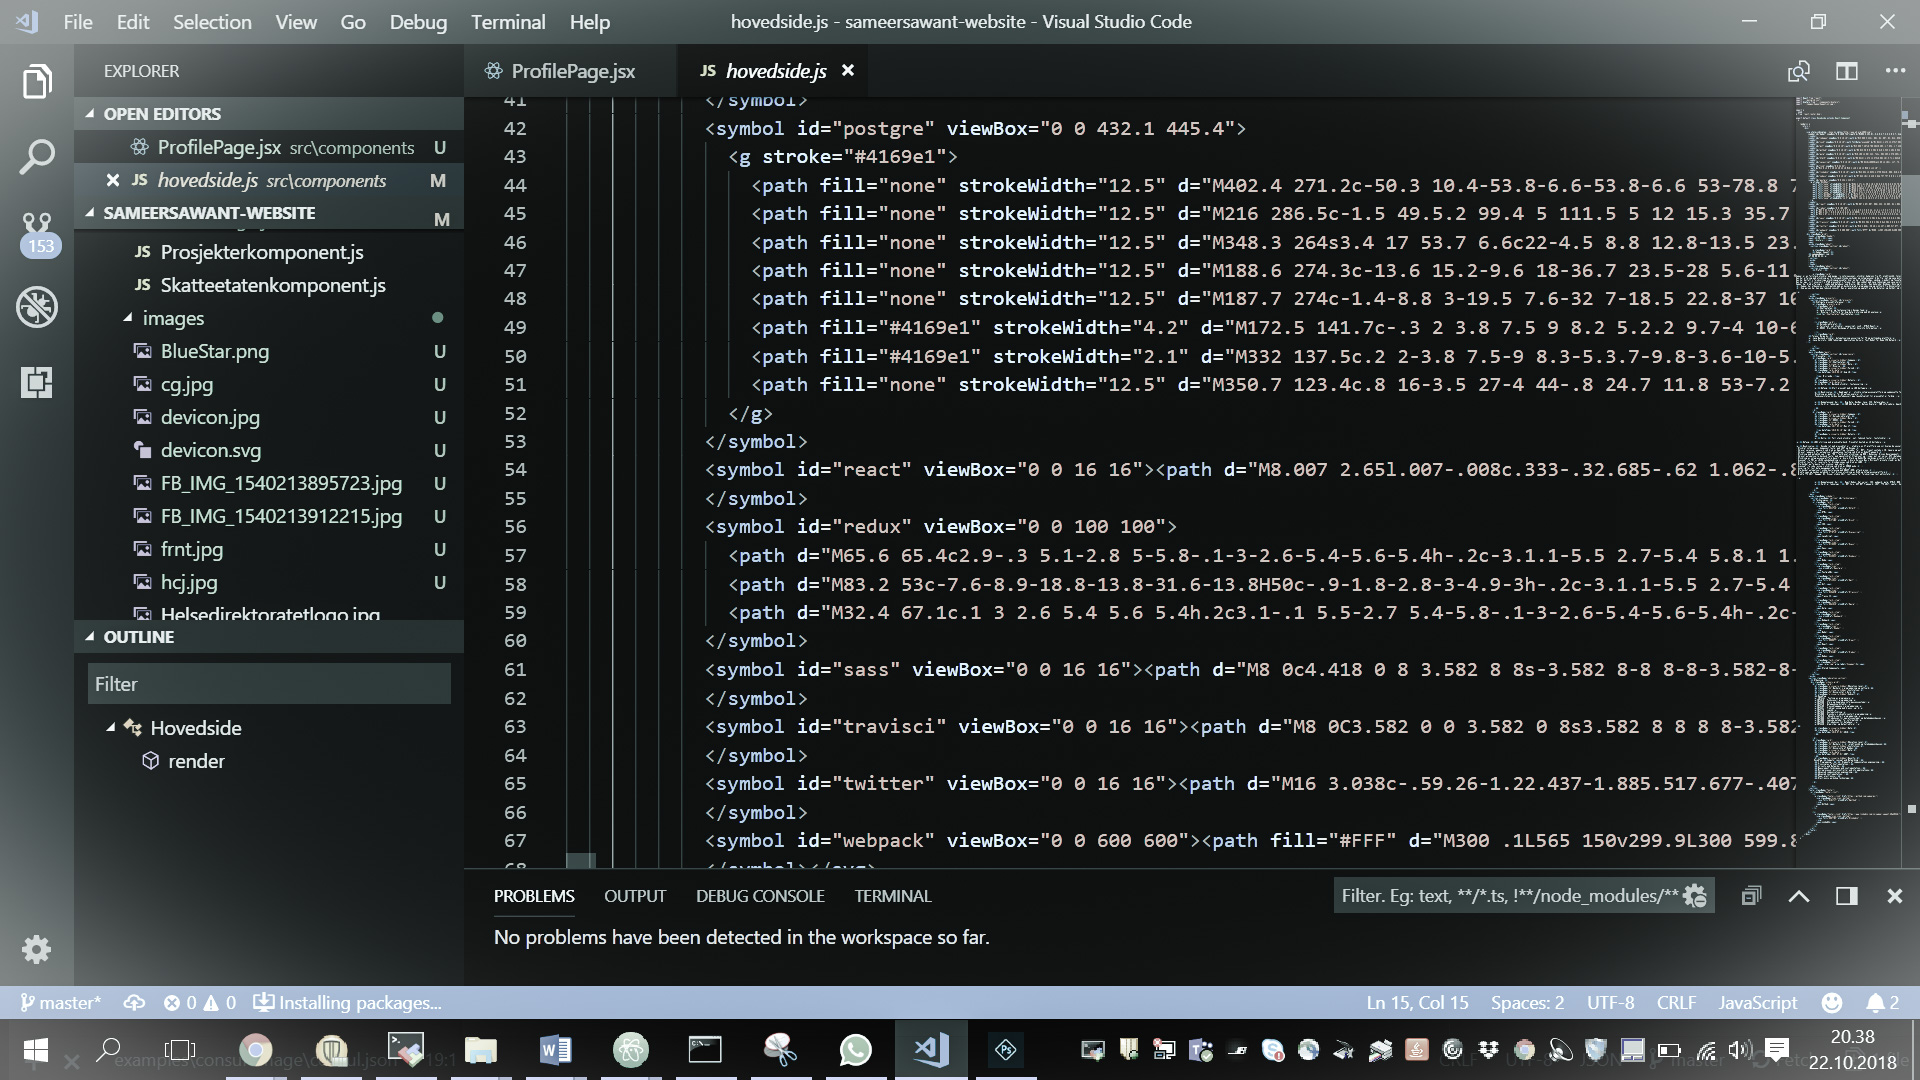 File Edit Selection View Go Debug Terminal Help
hovedside.js - sameersawant-website - Visual Studio Code
EXPLORER
OPEN EDITORS
ProfilePage.jsx src\components U
JS hovedside.js src\components M
SAMEERSAWANT-WEBSITE M
153
JS Prosjekterkomponent.js
JS Skatteetatenkomponent.js
images
BlueStar.png U
cg.jpg U
devicon.jpg U
devicon.svg U
FB_IMG_1540213895723.jpg U
FB_IMG_1540213912215.jpg U
frnt.jpg U
hcj.jpg U
Helsedirektoratetlogo.jpg
OUTLINE
Filter
Hovedside
render
ProfilePage.jsx
JS hovedside.js
41 </symbol>
42 <symbol id="postgre" viewBox="0 0 432.1 445.4">
43 <g stroke="#4169e1">
44 <path fill="none" strokeWidth="12.5" d="M402.4 271.2c-50.3 10.4-53.8-6.6-53.8-6.6 53-78.8
45 <path fill="none" strokeWidth="12.5" d="M216 286.5c-1.5 49.5.2 99.4 5 111.5 5 12 15.3 35.7
46 <path fill="none" strokeWidth="12.5" d="M348.3 264s3.4 17 53.7 6.6c22-4.5 8.8 12.8-13.5 23.
47 <path fill="none" strokeWidth="12.5" d="M188.6 274.3c-13.6 15.2-9.6 18-36.7 23.5-28 5.6-11
48 <path fill="none" strokeWidth="12.5" d="M187.7 274c-1.4-8.8 3-19.5 7.6-32 7-18.5 22.8-37 1
49 <path fill="#4169e1" strokeWidth="4.2" d="M172.5 141.7c-.3 2 3.8 7.5 9 8.2 5.2.2 9.7-4 10-6
50 <path fill="#4169e1" strokeWidth="2.1" d="M332 137.5c.2 2-3.8 7.5-9 8.3-5.3.7-9.8-3.6-10-5.
51 <path fill="none" strokeWidth="12.5" d="M350.7 123.4c.8 16-3.5 27-4 44-.8 24.7 11.8 53-7.2
52 </g>
53 </symbol>
54 <symbol id="react" viewBox="0 0 16 16"><path d="M8.007 2.65l.007-.008c.333-.32.685-.62 1.062-.8
55 </symbol>
56 <symbol id="redux" viewBox="0 0 100 100">
57 <path d="M65.6 65.4c2.9-.3 5.1-2.8 5-5.8-.1-3-2.6-5.4-5.6-5.4h-.2c-3.1.1-5.5 2.7-5.4 5.8.1 1.
58 <path d="M83.2 53c-7.6-8.9-18.8-13.8-31.6-13.8H50c-.9-1.8-2.8-3-4.9-3h-.2c-3.1.1-5.5 2.7-5.4
59 <path d="M32.4 67.1c.1 3 2.6 5.4 5.6 5.4h.2c3.1-.1 5.5-2.7 5.4-5.8-.1-3-2.6-5.4-5.6-5.4h-.2c-
60 </symbol>
61 <symbol id="sass" viewBox="0 0 16 16"><path d="M8 0c4.418 0 8 3.582 8 8s-3.582 8-8 8-8-3.582-8-
62 </symbol>
63 <symbol id="travisci" viewBox="0 0 16 16"><path d="M8 0C3.582 0 0 3.582 0 8s3.582 8 8 8 8-3.582
64 </symbol>
65 <symbol id="twitter" viewBox="0 0 16 16"><path d="M16 3.038c-.59.26-1.22.437-1.885.517.677-.407
66 </symbol>
67 <symbol id="webpack" viewBox="0 0 600 600"><path fill="#FFF" d="M300 .1L565 150v299.9L300 599.8
68 </symbol></svg>
PROBLEMS OUTPUT DEBUG CONSOLE TERMINAL
Filter. Eg: text, **/*.ts, !**/node_modules/**
No problems have been detected in the workspace so far.
master* 0 0 Installing packages...
Ln 15, Col 15 Spaces: 2 UTF-8 CRLF JavaScript 2
20.38
22.10.2018